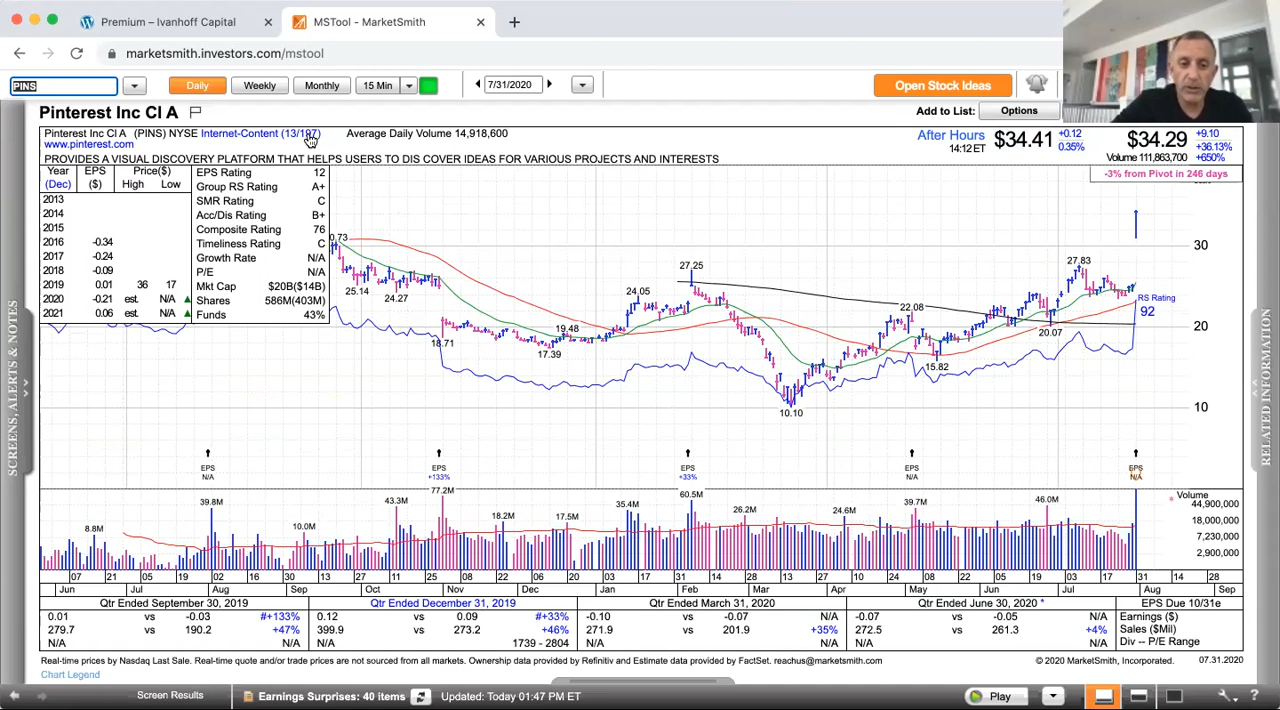 Premium – Ivanhoff Capital
MSTool - MarketSmith
marketsmith.investors.com/mstool
PINS
Daily
Weekly
Monthly
15 Min
7/31/2020
Open Stock Ideas
Pinterest Inc Cl A
Add to List:
Options
Pinterest Inc Cl A (PINS) NYSE Internet-Content (13/197) Average Daily Volume 14,918,600
www.pinterest.com
PROVIDES A VISUAL DISCOVERY PLATFORM THAT HELPS USERS TO DIS COVER IDEAS FOR VARIOUS PROJECTS AND INTERESTS
After Hours
14:12 ET
$34.41
+0.12
0.35%
$34.29
+9.10
+36.13%
Volume 111,863,700
+650%
-3% from Pivot in 246 days
Year EPS Price($)
(Dec) ($) High Low
2013
2014
2015
2016 -0.34
2017 -0.24
2018 -0.09
2019 0.01 36 17
2020 -0.21 est. N/A
2021 0.06 est. N/A
EPS Rating 12
Group RS Rating A+
SMR Rating C
Acc/Dis Rating B+
Composite Rating 76
Timeliness Rating C
Growth Rate N/A
P/E N/A
Mkt Cap $20B($14B)
Shares 586M(403M)
Funds 43%
0.73
25.14
24.27
18.71
19.48
17.39
24.05
27.25
10.10
22.08
15.82
27.83
20.07
30
20
10
RS Rating
92
EPS
N/A
EPS
+133%
EPS
+33%
EPS
N/A
EPS
N/A
8.8M
39.8M
10.0M
43.3M
77.2M
18.2M
17.5M
35.4M
60.5M
26.2M
24.6M
39.7M
46.0M
Volume
44,900,000
18,000,000
7,230,000
2,900,000
07 21 05 19 02 16 30 13 27 11 25 08 22 06 20 03 17 31 14 28 13 27 10 24 08 22 05 19 03 17 31 14 28
Jun Jul Aug Sep Oct Nov Dec Jan Feb Mar Apr May Jun Jul Aug Sep
Qtr Ended September 30, 2019
0.01 vs -0.03 #+133%
279.7 vs 190.2 +47%
N/A N/A
Qtr Ended December 31, 2019
0.12 vs 0.09 #+33%
399.9 vs 273.2 +46%
N/A 1739 - 2804
Qtr Ended March 31, 2020
-0.10 vs -0.07 N/A
271.9 vs 201.9 +35%
N/A N/A
Qtr Ended June 30, 2020 *
-0.07 vs -0.05 N/A
272.5 vs 261.3 +4%
N/A N/A
EPS Due 10/31e
Earnings ($)
Sales ($Mil)
Div -- P/E Range
Real-time prices by Nasdaq Last Sale. Real-time quote and/or trade prices are not sourced from all markets. Ownership data provided by Refinitiv and Estimate data provided by FactSet. reachus@marketsmith.com
© 2020 MarketSmith, Incorporated.
07.31.2020
Chart Legend
SCREENS, ALERTS & NOTES
RELATED INFORMATION
Screen Results
Earnings Surprises: 40 items
Updated: Today 01:47 PM ET
Play